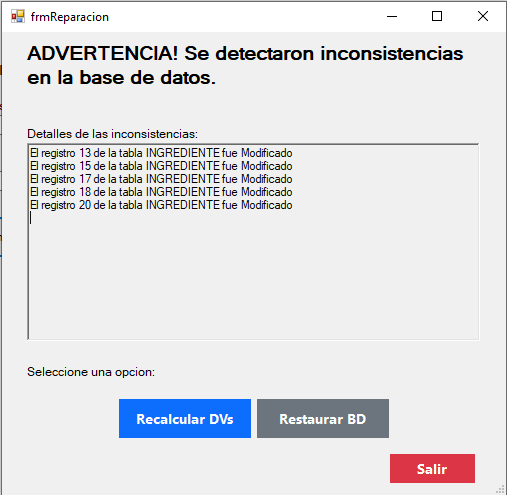 frmReparacion
ADVERTENCIA! Se detectaron inconsistencias
en la base de datos.
Detalles de las inconsistencias:
El registro 13 de la tabla INGREDIENTE fue Modificado
El registro 15 de la tabla INGREDIENTE fue Modificado
El registro 17 de la tabla INGREDIENTE fue Modificado
El registro 18 de la tabla INGREDIENTE fue Modificado
El registro 20 de la tabla INGREDIENTE fue Modificado
Seleccione una opcion:
Recalcular DVs
Restaurar BD
Salir